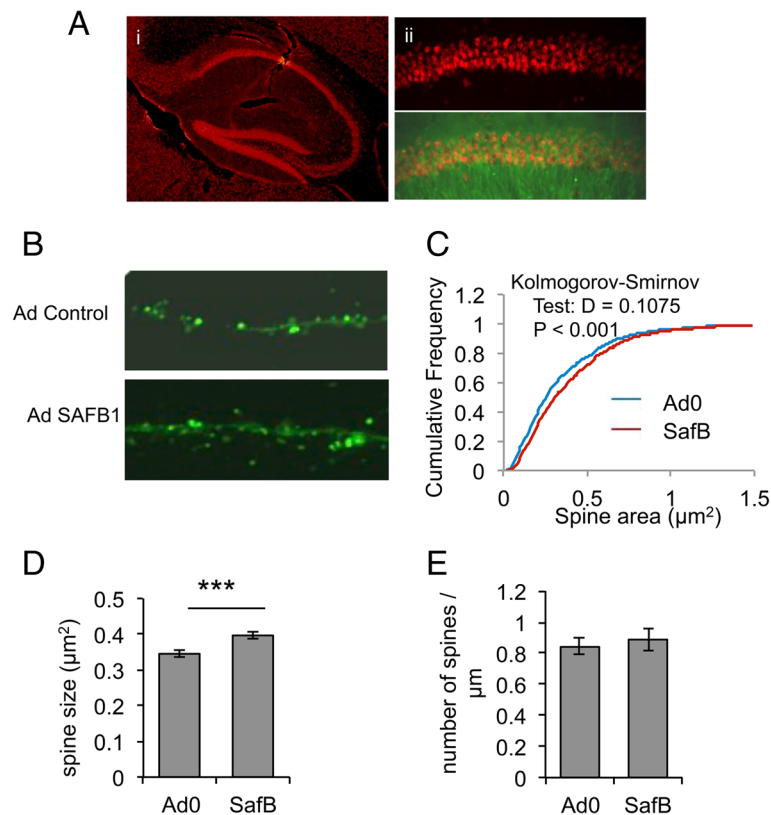 A
i
ii
B
Ad Control
Ad SAFB1
C
Kolmogorov-Smirnov
Test: D = 0.1075
P < 0.001
Cumulative Frequency
1.2
1
0.8
0.6
0.4
0.2
0
Ad0
SafB
0
0.5
1
1.5
Spine area (µm²)
D
***
spine size (µm²)
0.5
0.4
0.3
0.2
0.1
0
Ad0
SafB
E
number of spines /
µm
1.2
1
0.8
0.6
0.4
0.2
0
Ad0
SafB